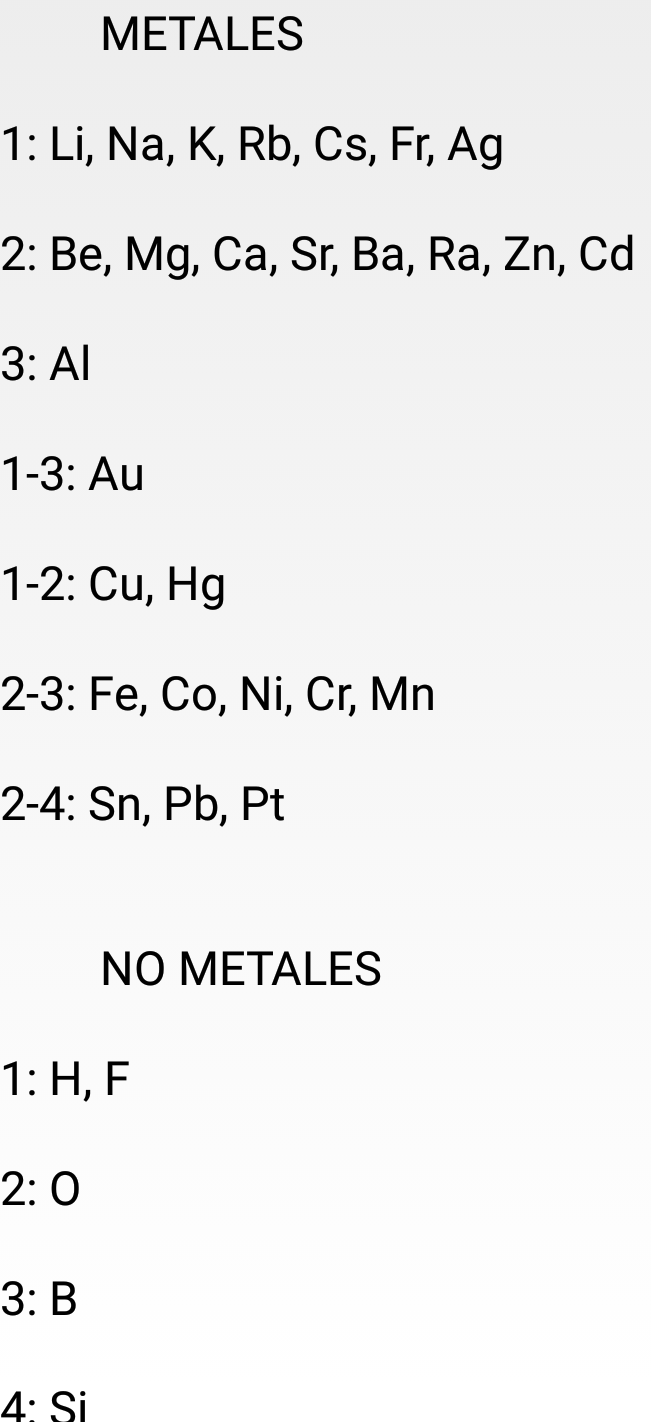 METALES
1: Li, Na, K, Rb, Cs, Fr, Ag
2: Be, Mg, Ca, Sr, Ba, Ra, Zn, Cd
3: Al
1-3: Au
1-2: Cu, Hg
2-3: Fe, Co, Ni, Cr, Mn
2-4: Sn, Pb, Pt
NO METALES
1: H, F
2: O
3: B
4: Si